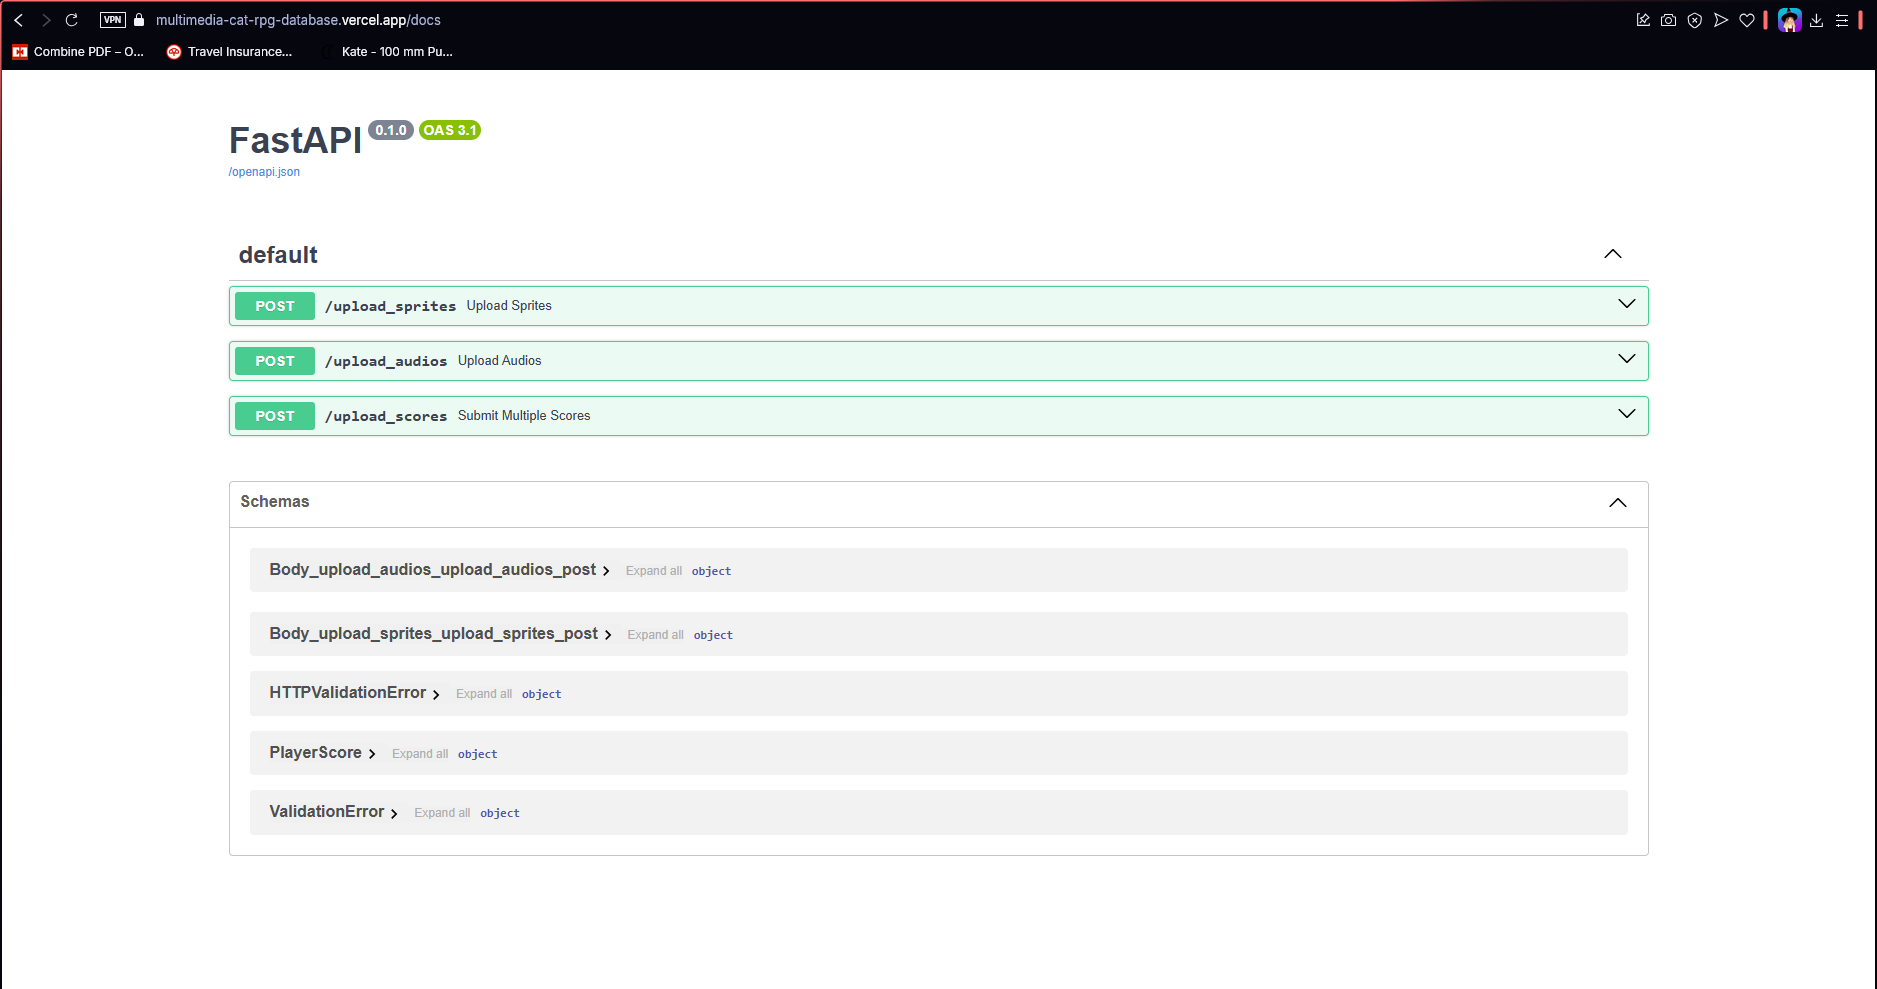 VPN multimedia-cat-rpg-database.vercel.app/docs
Combine PDF – O... Travel Insurance... Kate - 100 mm Pu...
FastAPI 0.1.0 OAS 3.1
/openapi.json
default
POST /upload_sprites Upload Sprites
POST /upload_audios Upload Audios
POST /upload_scores Submit Multiple Scores
Schemas
Body_upload_audios_upload_audios_post Expand all object
Body_upload_sprites_upload_sprites_post Expand all object
HTTPValidationError Expand all object
PlayerScore Expand all object
ValidationError Expand all object